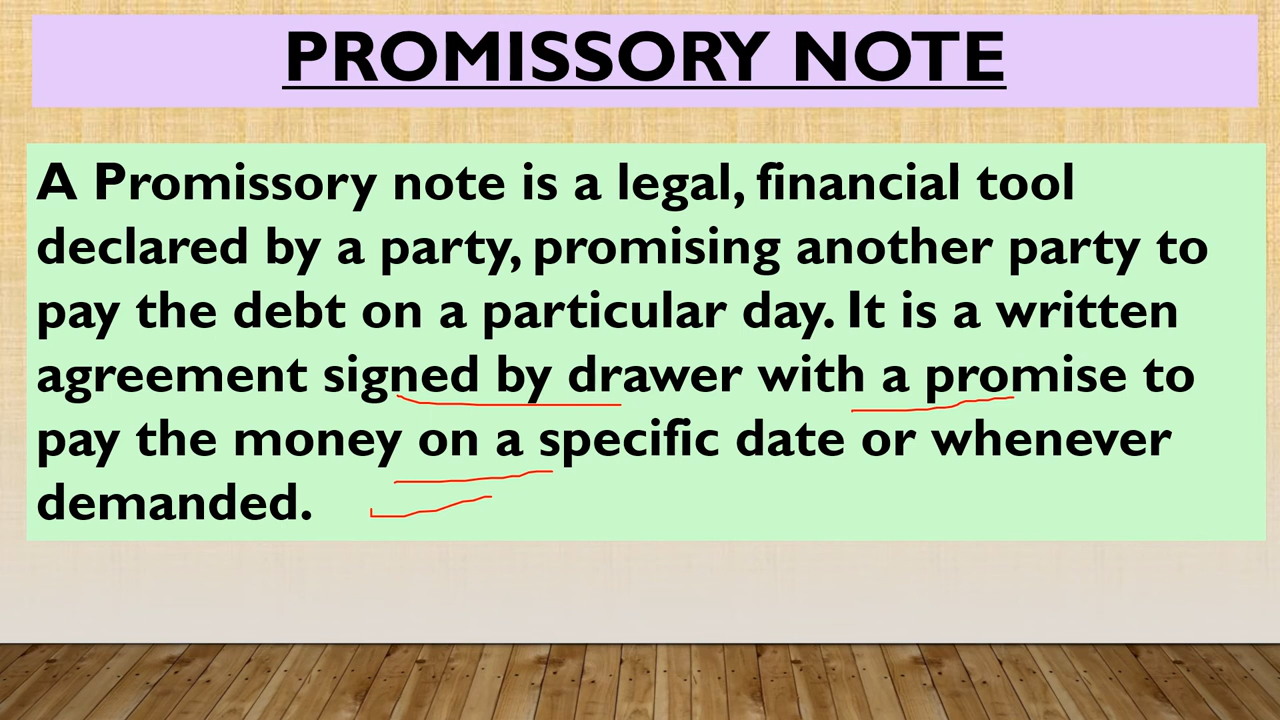 PROMISSORY NOTE
A Promissory note is a legal, financial tool
declared by a party, promising another party to
pay the debt on a particular day. It is a written
agreement signed by drawer with a promise to
pay the money on a specific date or whenever
demanded.